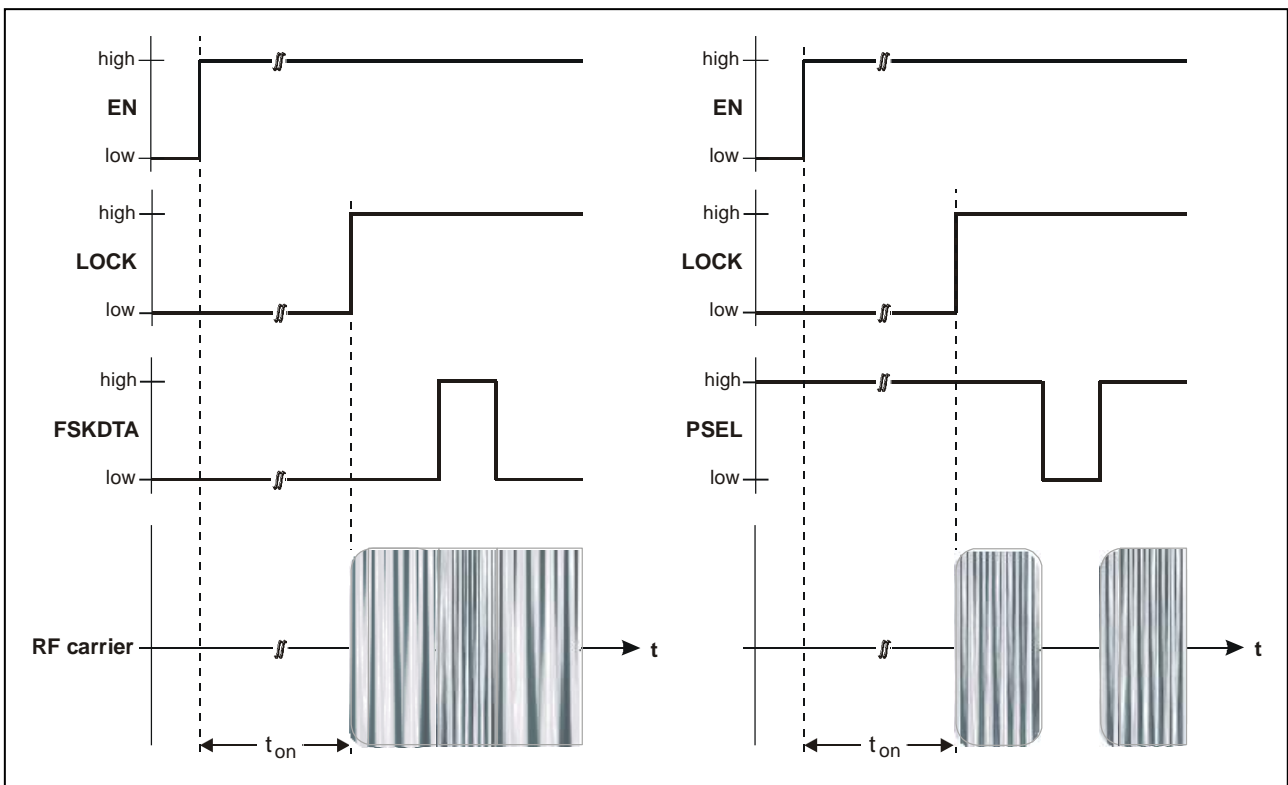 high
EN
low
high
LOCK
low
high
FSKDTA
low
RF carrier
t
t on
high
EN
low
high
LOCK
low
high
PSEL
low
t
t on